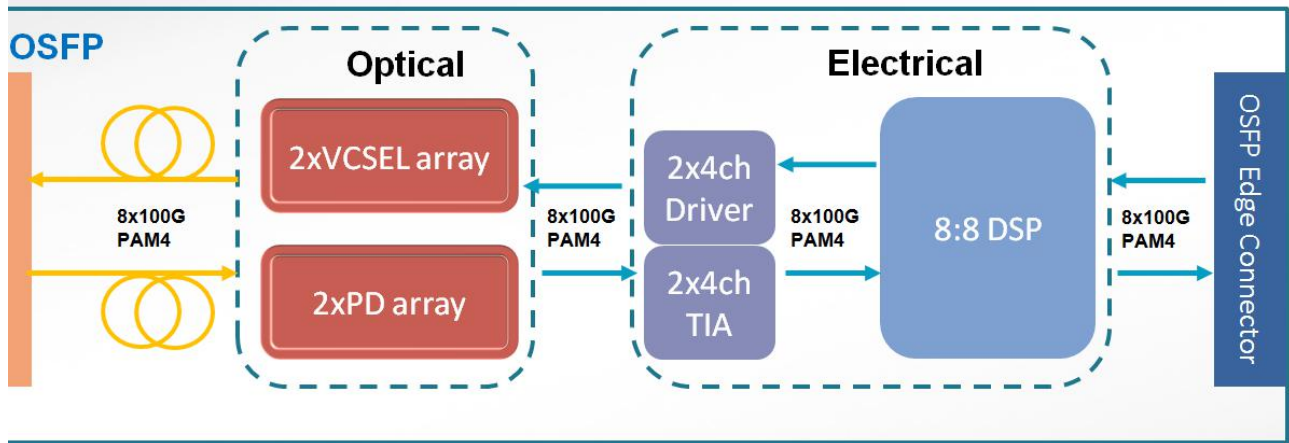 OSFP
Optical
Electrical
2xVCSEL array
2xPD array
8x100G
PAM4
8x100G
PAM4
2x4ch
Driver
2x4ch
TIA
8x100G
PAM4
8:8 DSP
8x100G
PAM4
OSFP Edge Connector